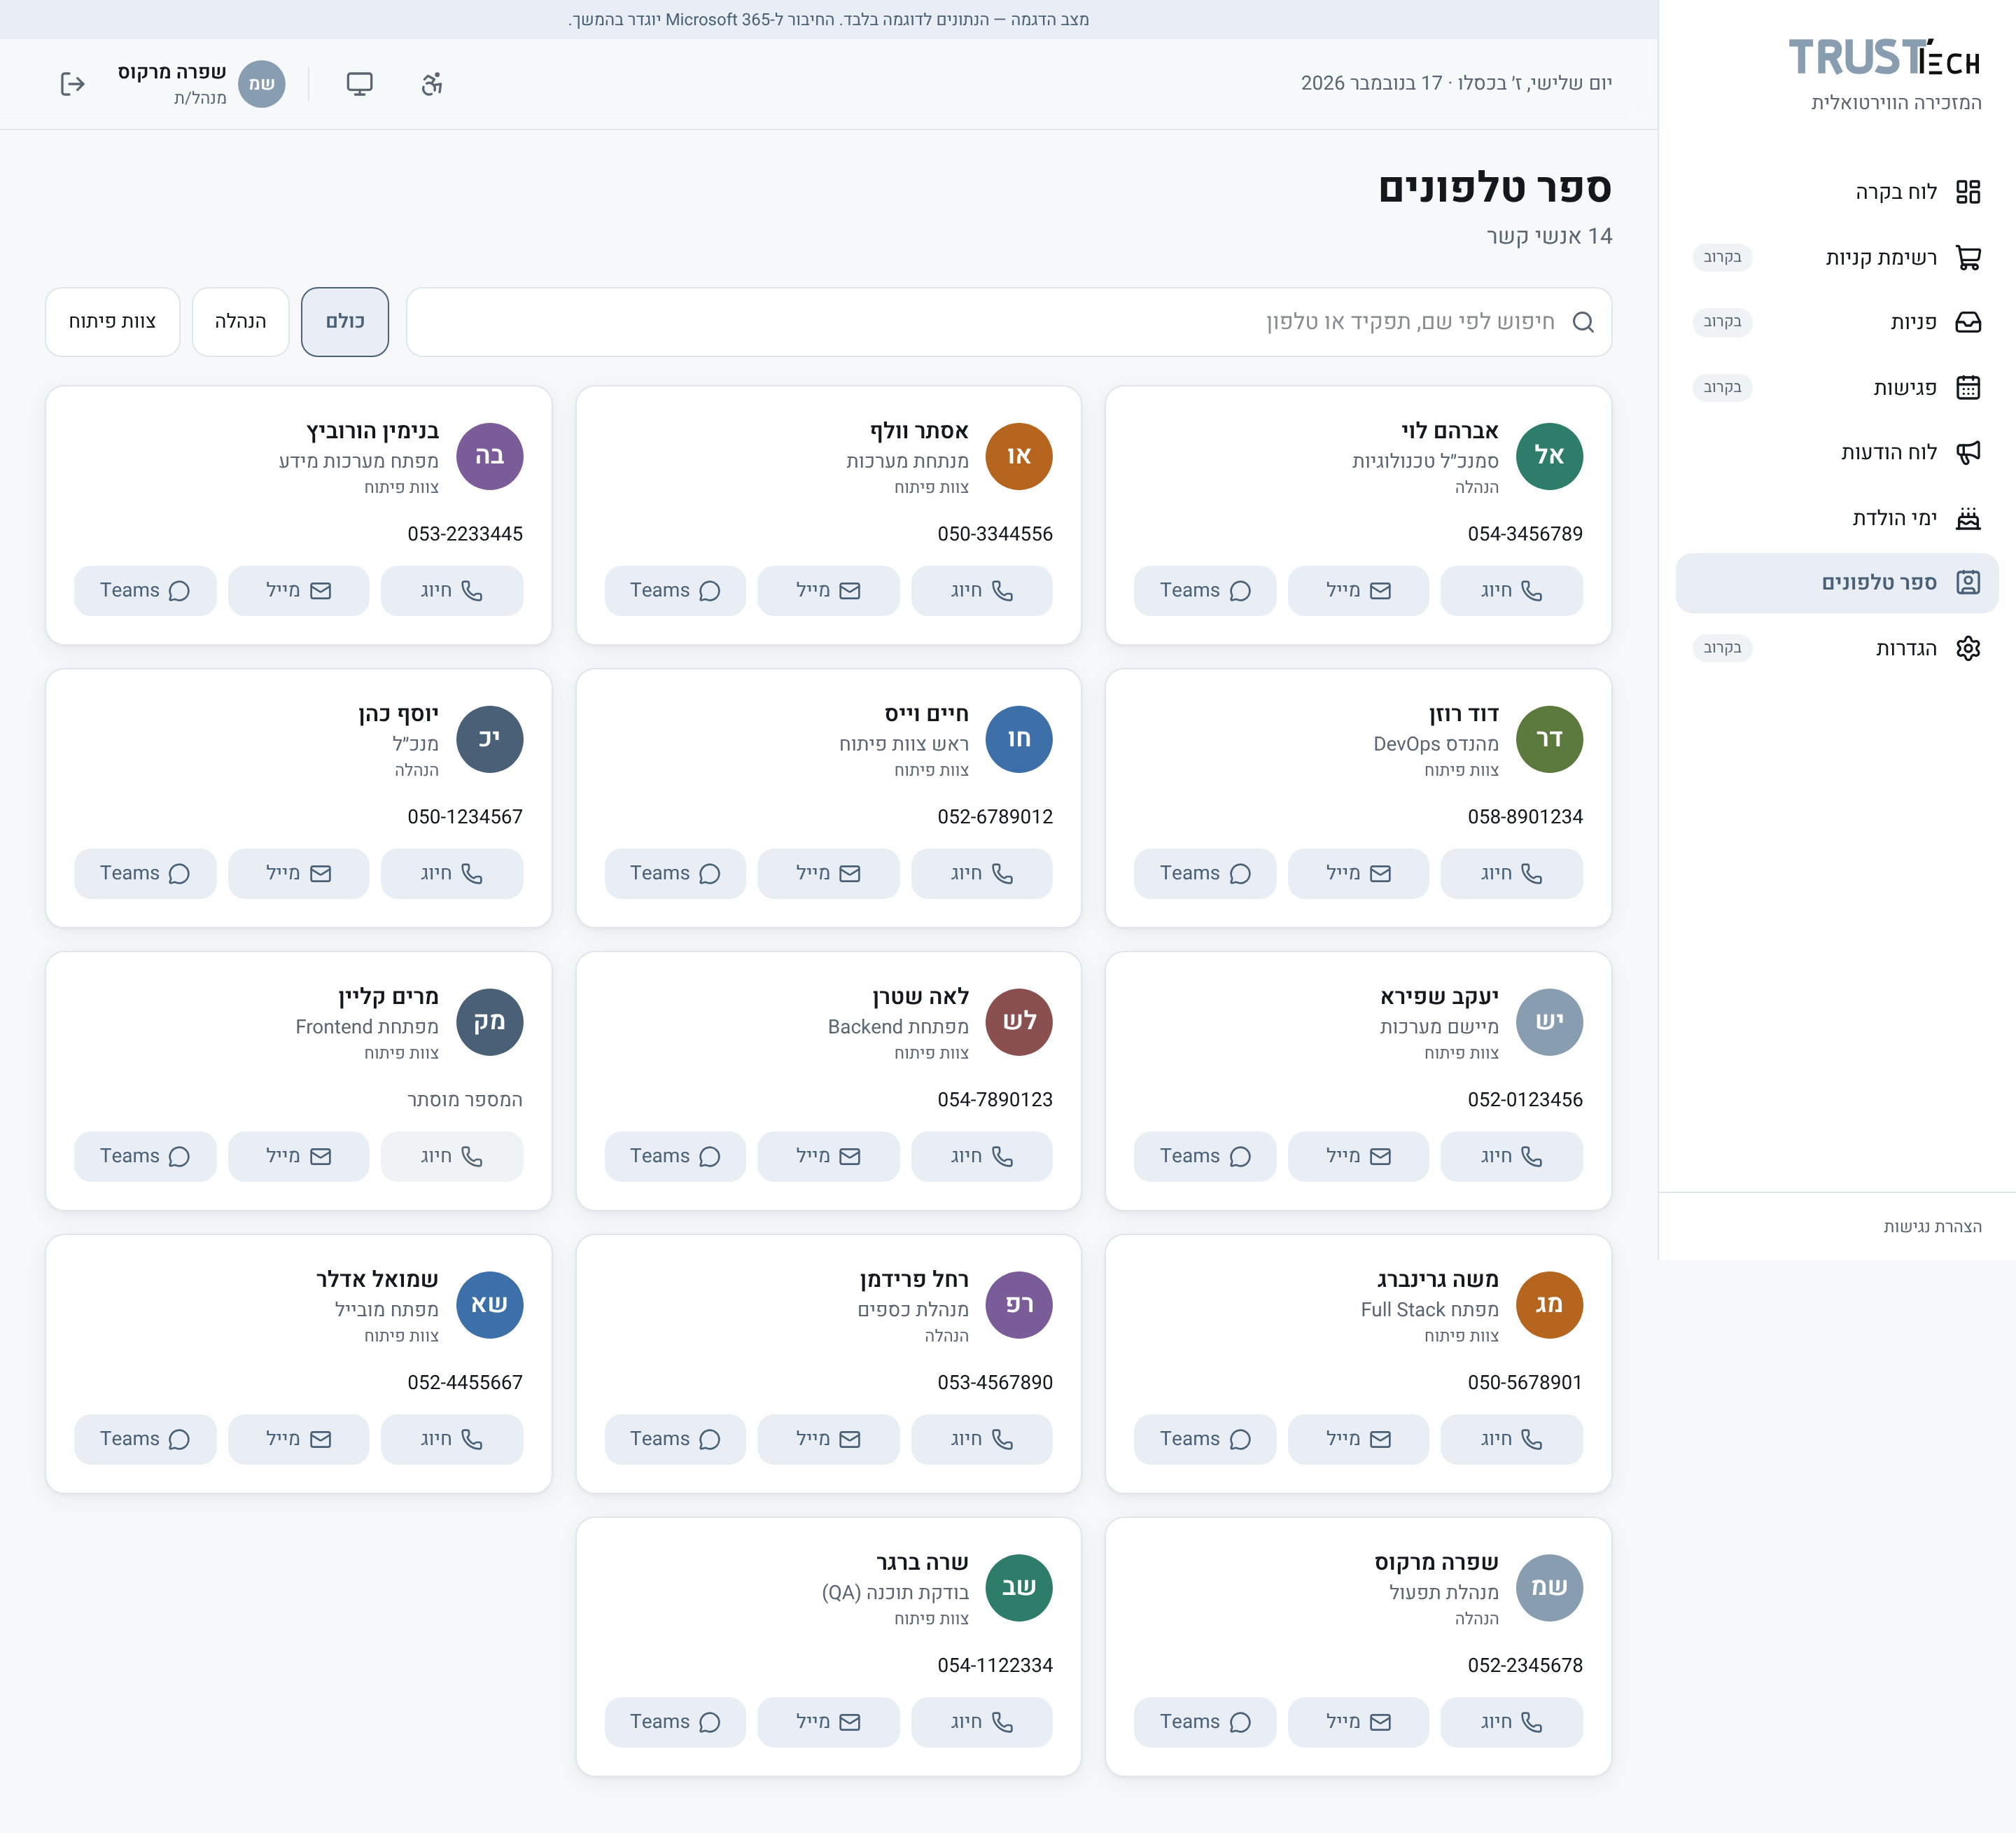 מצב הדגמה — הנתונים לדוגמה בלבד. החיבור ל-Microsoft 365 יוגדר בהמשך.
TRUSTTECH
המזכירה הווירטואלית
לוח בקרה
רשימת קניות
בקרוב
פניות
בקרוב
פגישות
בקרוב
לוח הודעות
ימי הולדת
ספר טלפונים
הגדרות
בקרוב
הצהרת נגישות
יום שלישי, ז׳ בכסלו · 17 בנובמבר 2026
שמ
שפרה מרקוס
מנהל/ת
ספר טלפונים
14 אנשי קשר
חיפוש לפי שם, תפקיד או טלפון
כולם
הנהלה
צוות פיתוח
אל
אברהם לוי
סמנכ״ל טכנולוגיות
הנהלה
054-3456789
חיוג
מייל
Teams
או
אסתר וולף
מנתחת מערכות
צוות פיתוח
050-3344556
חיוג
מייל
Teams
בה
בנימין הורוביץ
מפתח מערכות מידע
צוות פיתוח
053-2233445
חיוג
מייל
Teams
דר
דוד רוזן
מהנדס DevOps
צוות פיתוח
058-8901234
חיוג
מייל
Teams
חו
חיים וייס
ראש צוות פיתוח
צוות פיתוח
052-6789012
חיוג
מייל
Teams
יכ
יוסף כהן
מנכ״ל
הנהלה
050-1234567
חיוג
מייל
Teams
יש
יעקב שפירא
מיישם מערכות
צוות פיתוח
052-0123456
חיוג
מייל
Teams
לש
לאה שטרן
מפתחת Backend
צוות פיתוח
054-7890123
חיוג
מייל
Teams
מק
מרים קליין
מפתחת Frontend
צוות פיתוח
המספר מוסתר
חיוג
מייל
Teams
מג
משה גרינברג
מפתח Full Stack
צוות פיתוח
050-5678901
חיוג
מייל
Teams
רפ
רחל פרידמן
מנהלת כספים
הנהלה
053-4567890
חיוג
מייל
Teams
שא
שמואל אדלר
מפתח מובייל
צוות פיתוח
052-4455667
חיוג
מייל
Teams
שמ
שפרה מרקוס
מנהלת תפעול
הנהלה
052-2345678
חיוג
מייל
Teams
שב
שרה ברגר
בודקת תוכנה (QA)
צוות פיתוח
054-1122334
חיוג
מייל
Teams